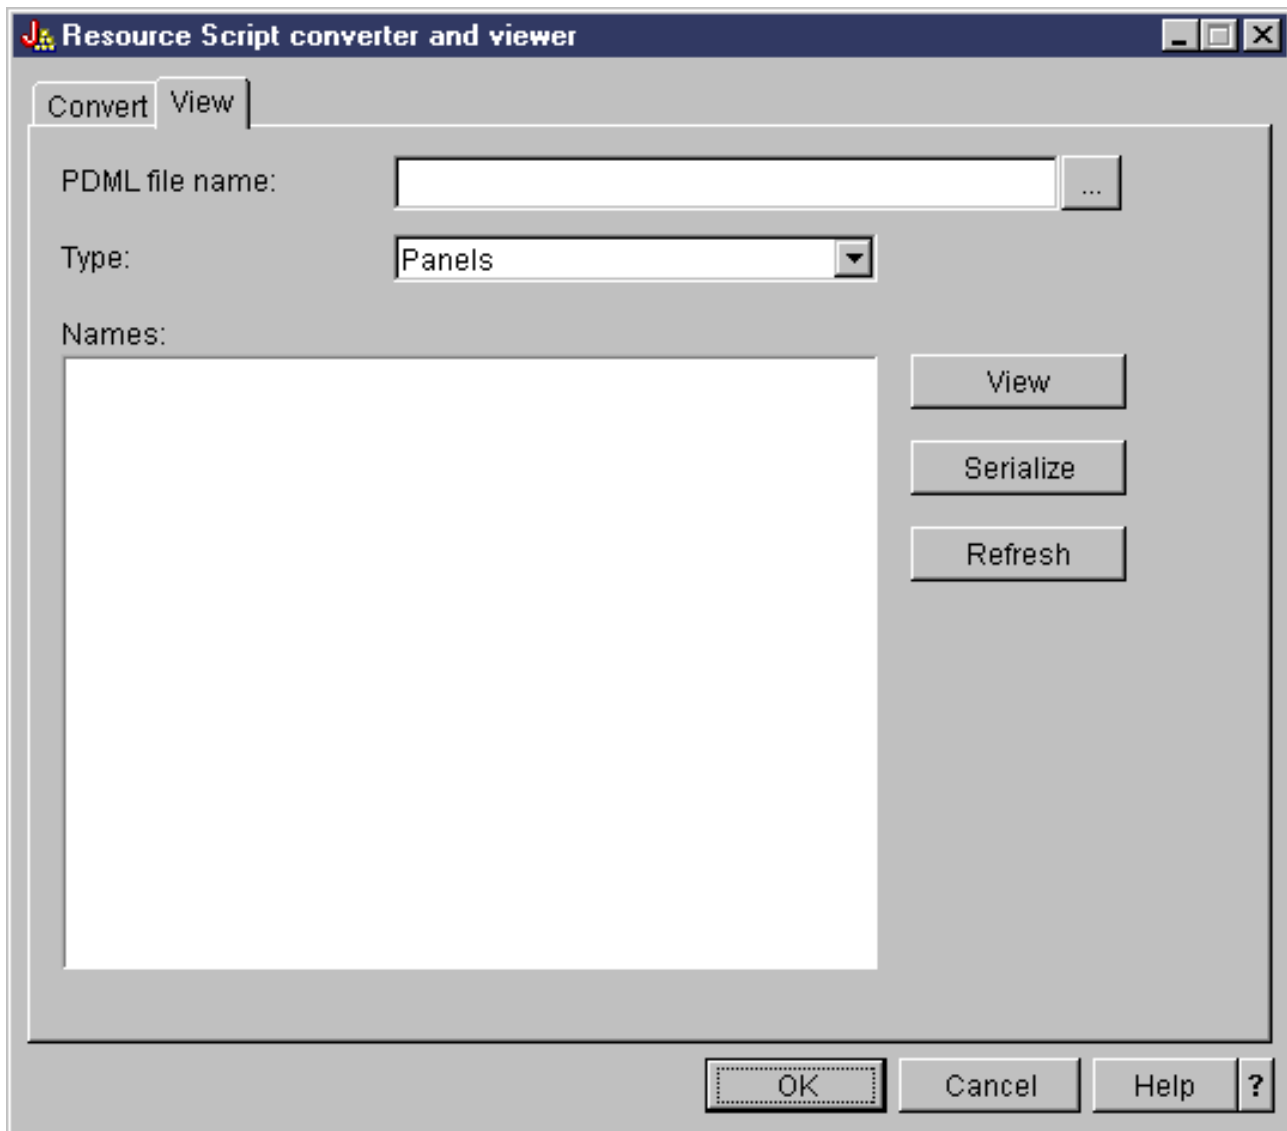 Resource Script converter and viewer
Convert View
PDML file name: ...
Type: Panels
Names:
View
Serialize
Refresh
OK Cancel Help ?